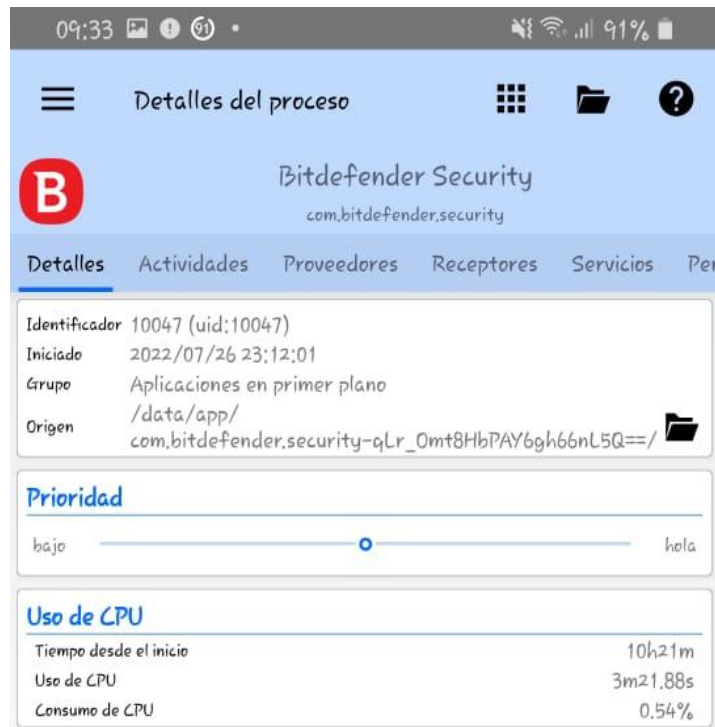 09:33 91 91%
Detalles del proceso
B
Bitdefender Security
com.bitdefender.security
Detalles Actividades Proveedores Receptores Servicios Per
Identificador 10047 (uid:10047)
Iniciado 2022/07/26 23:12:01
Grupo Aplicaciones en primer plano
Origen /data/app/
com.bitdefender.security-qLr_0mt8HbPAY6gh66nL5Q==/
Prioridad
bajo hola
Uso de CPU
Tiempo desde el inicio 10h21m
Uso de CPU 3m21.88s
Consumo de CPU 0.54%